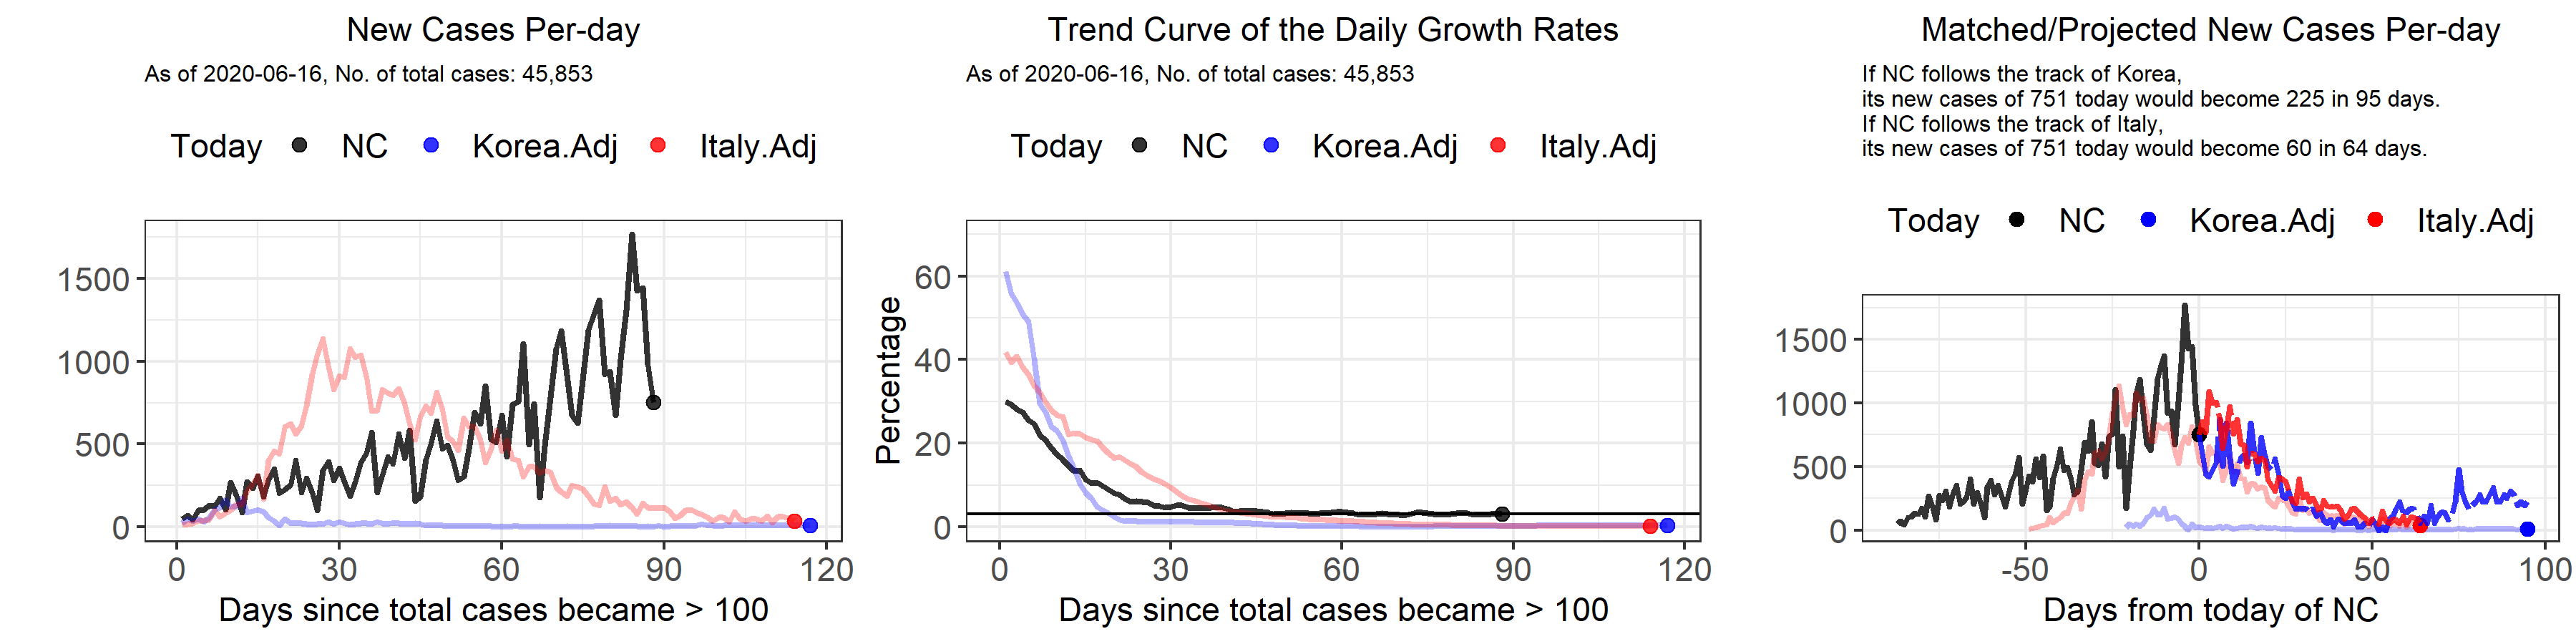 New Cases Per-day
As of 2020-06-16, No. of total cases: 45,853
Today NC Korea.Adj Italy.Adj
1500
1000
500
0
0 30 60 90 120
Days since total cases became > 100
Trend Curve of the Daily Growth Rates
As of 2020-06-16, No. of total cases: 45,853
Today NC Korea.Adj Italy.Adj
Percentage
60
40
20
0
0 30 60 90 120
Days since total cases became > 100
Matched/Projected New Cases Per-day
If NC follows the track of Korea,
its new cases of 751 today would become 225 in 95 days.
If NC follows the track of Italy,
its new cases of 751 today would become 60 in 64 days.
Today NC Korea.Adj Italy.Adj
1500
1000
500
0
-50 0 50 100
Days from today of NC